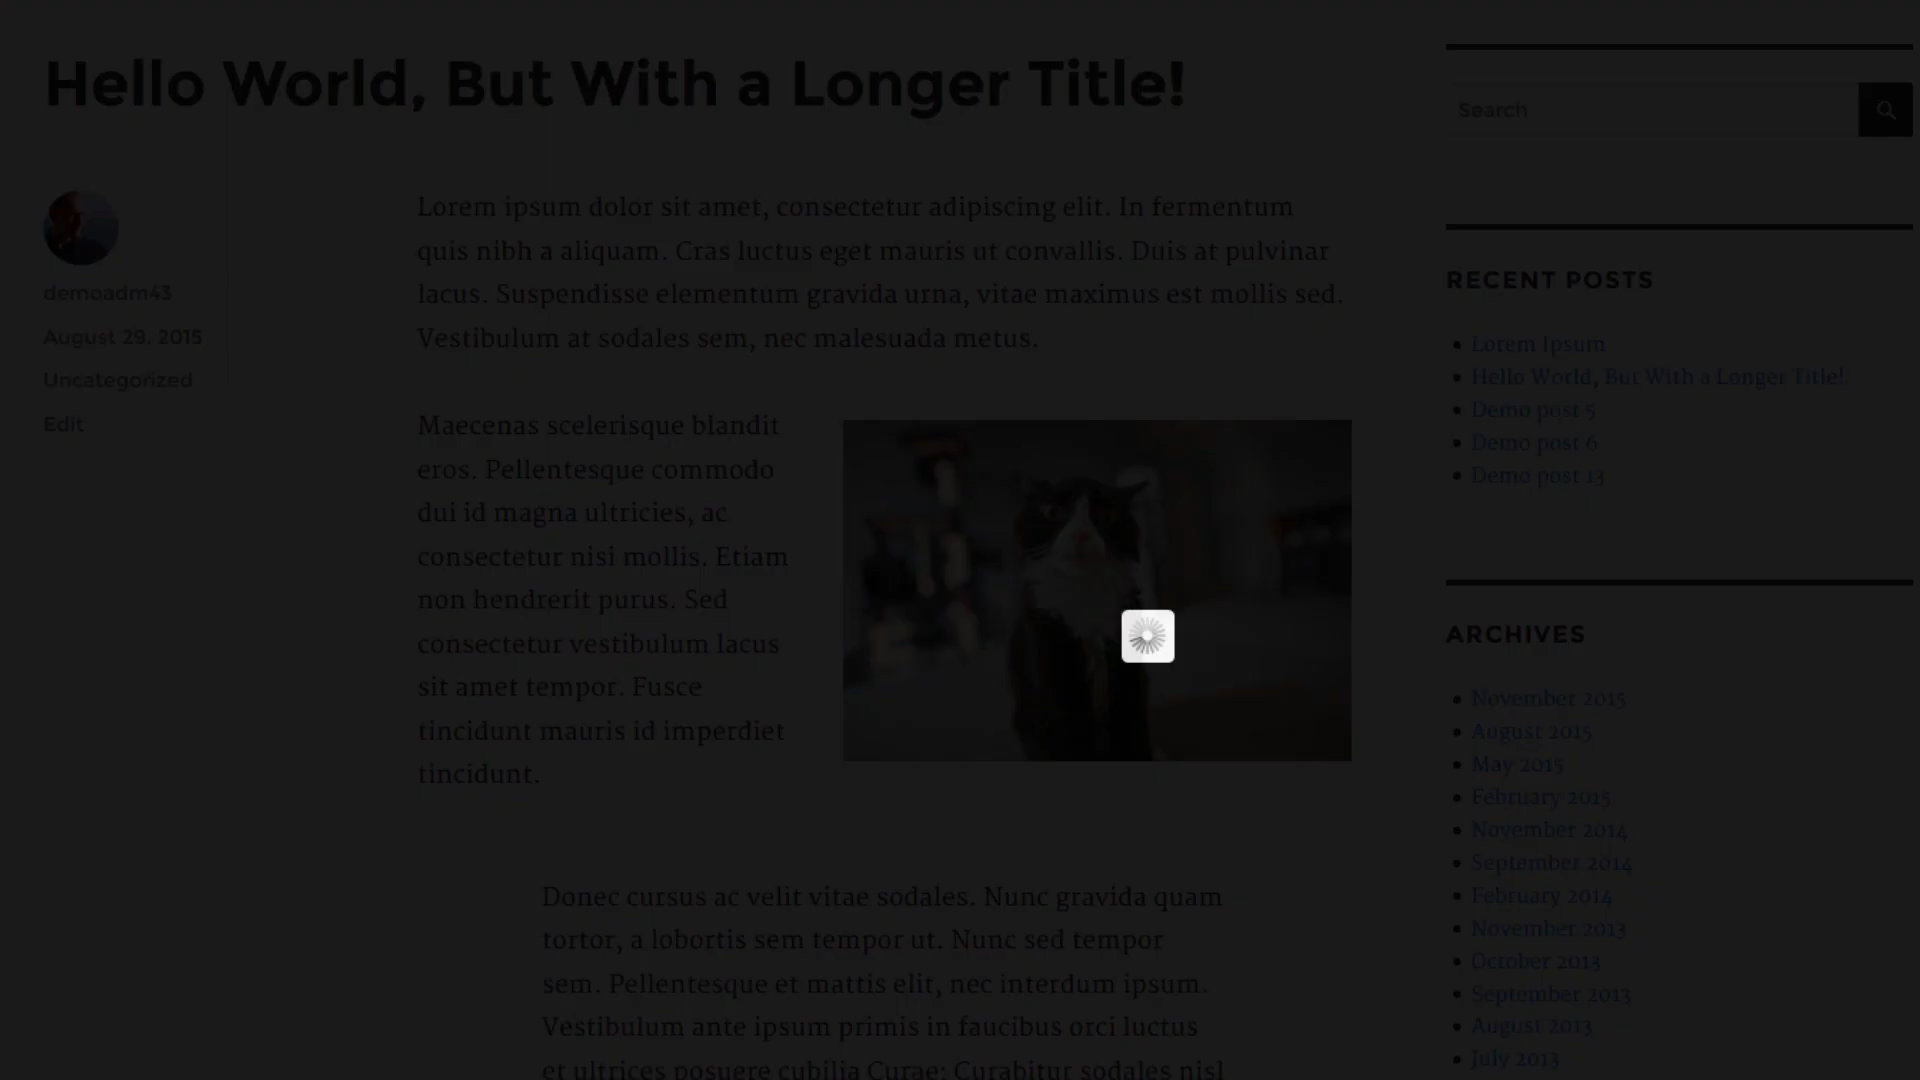 Hello World, But With a Longer Title!
demoadm43
August 29, 2015
Uncategorized
Edit
Lorem ipsum dolor sit amet, consectetur adipiscing elit. In fermentum
quis nibh a aliquam. Cras luctus eget mauris ut convallis. Duis at pulvinar
lacus. Suspendisse elementum gravida urna, vitae maximus est mollis sed.
Vestibulum at sodales sem, nec malesuada metus.
Maecenas scelerisque blandit
eros. Pellentesque commodo
dui id magna ultricies, ac
consectetur nisi mollis. Etiam
non hendrerit purus. Sed
consectetur vestibulum lacus
sit amet tempor. Fusce
tincidunt mauris id imperdiet
tincidunt.
Donec cursus ac velit vitae sodales. Nunc gravida quam
tortor, a lobortis sem tempor ut. Nunc sed tempor
sem. Pellentesque et mattis elit, nec interdum ipsum.
Vestibulum ante ipsum primis in faucibus orci luctus
et ultrices posuere cubilia Curae; Curabitur sodales nisl
Search
RECENT POSTS
Lorem Ipsum
Hello World, But With a Longer Title!
Demo post 5
Demo post 6
Demo post 13
ARCHIVES
November 2015
August 2015
May 2015
February 2015
November 2014
September 2014
February 2014
November 2013
October 2013
September 2013
August 2013
July 2013